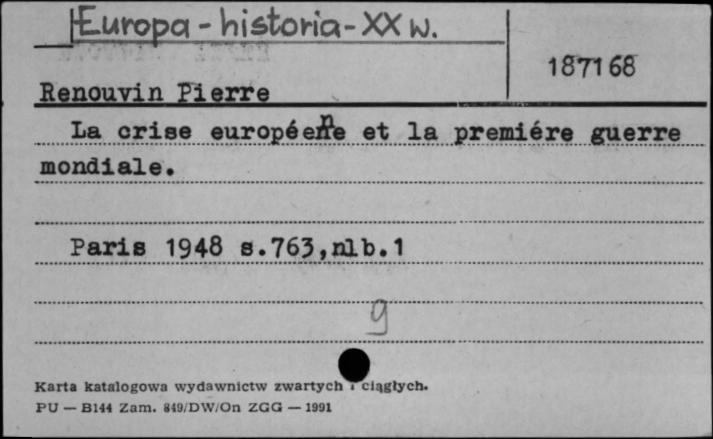 Europa - historia - XX w.
187168
Renouvin Pierre
La crise européenne et la premiére guerre
mondiale.
Paris 1948 s.763,nlb.1
g
Karta katalogowa wydawnictw zwartych i ciągłych.
PU — B144 Zam. 849/DW/On ZGG — 1991